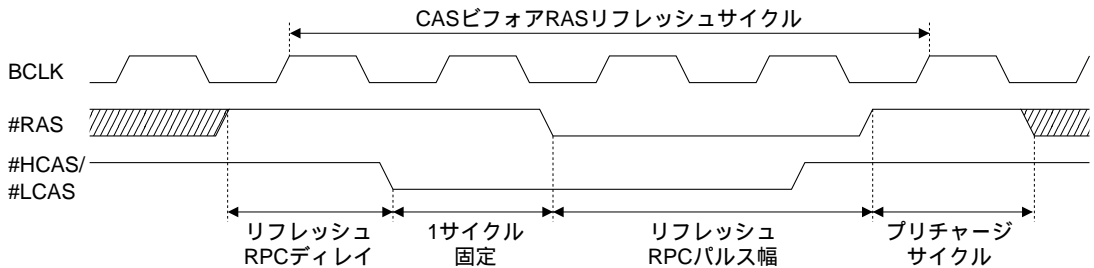 CASビフォアRASリフレッシュサイクル
BCLK
#RAS
#HCAS/
#LCAS
リフレッシュ
RPCディレイ
1サイクル
固定
リフレッシュ
RPCパルス幅
プリチャージ
サイクル